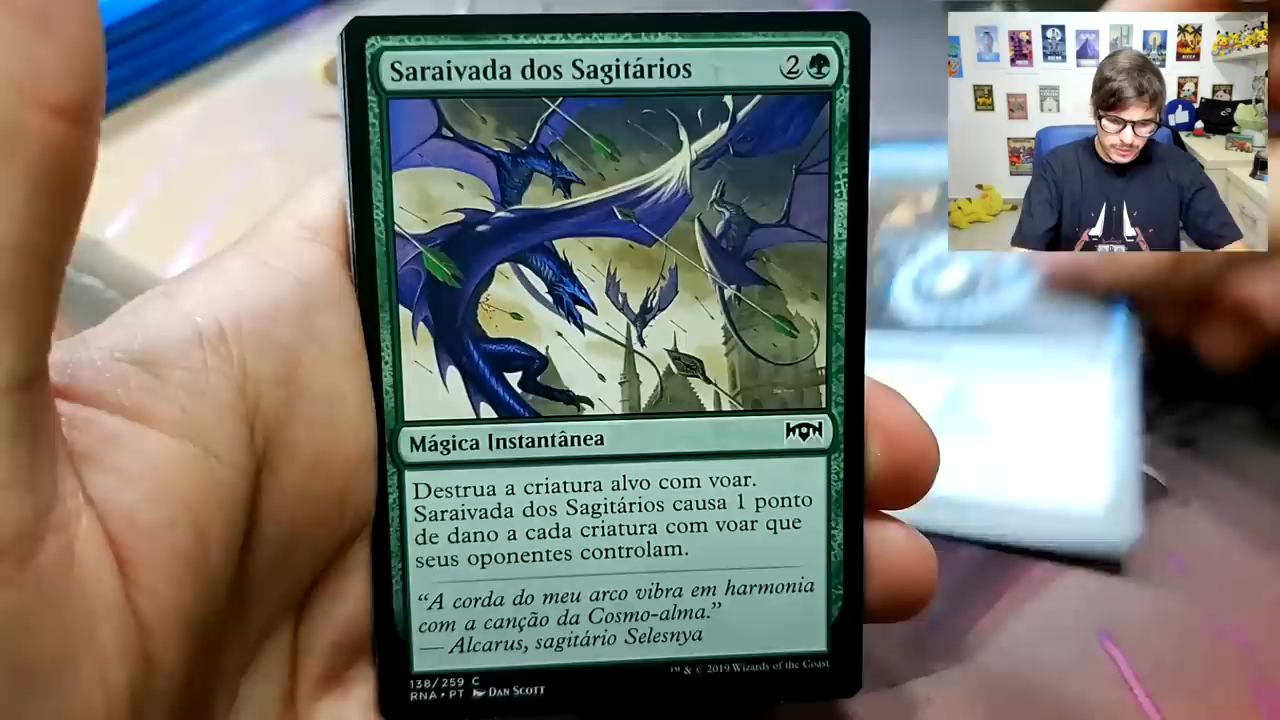 Saraivada dos Sagitários
2
Mágica Instantânea
Destrua a criatura alvo com voar.
Saraivada dos Sagitários causa 1 ponto
de dano a cada criatura com voar que
seus oponentes controlam.
“A corda do meu arco vibra em harmonia
com a canção da Cosmo-alma.”
— Alcarus, sagitário Selesnya
™ & © 2019 Wizards of the Coast
138/259 C
RNA • PT Dan Scott